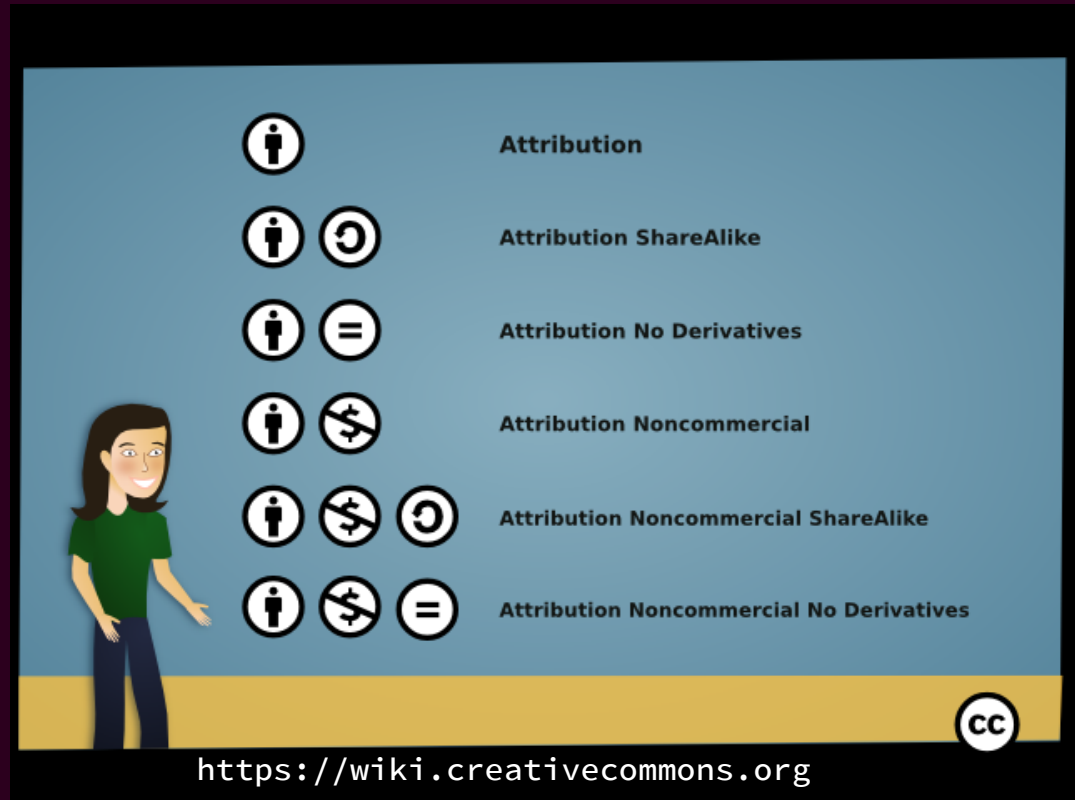 Attribution
Attribution ShareAlike
Attribution No Derivatives
Attribution Noncommercial
Attribution Noncommercial ShareAlike
Attribution Noncommercial No Derivatives
cc
https://wiki.creativecommons.org